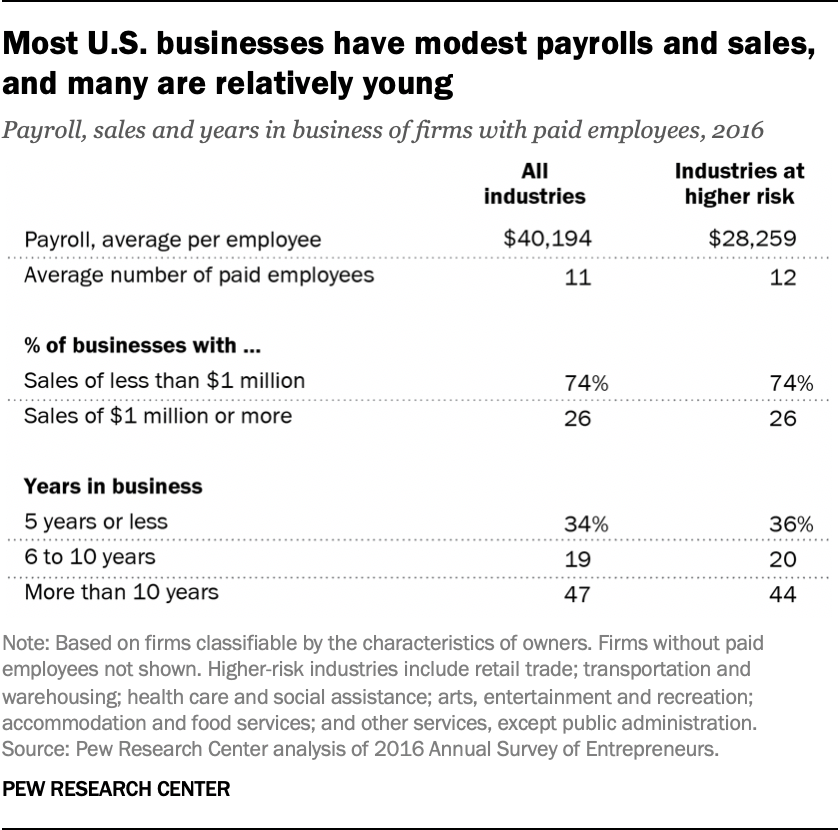 Most U.S. businesses have modest payrolls and sales,
and many are relatively young
Payroll, sales and years in business of firms with paid employees, 2016
All industries Industries at higher risk
Payroll, average per employee $40,194 $28,259
Average number of paid employees 11 12
% of businesses with ...
Sales of less than $1 million 74% 74%
Sales of $1 million or more 26 26
Years in business
5 years or less 34% 36%
6 to 10 years 19 20
More than 10 years 47 44
Note: Based on firms classifiable by the characteristics of owners. Firms without paid
employees not shown. Higher-risk industries include retail trade; transportation and
warehousing; health care and social assistance; arts, entertainment and recreation;
accommodation and food services; and other services, except public administration.
Source: Pew Research Center analysis of 2016 Annual Survey of Entrepreneurs.
PEW RESEARCH CENTER